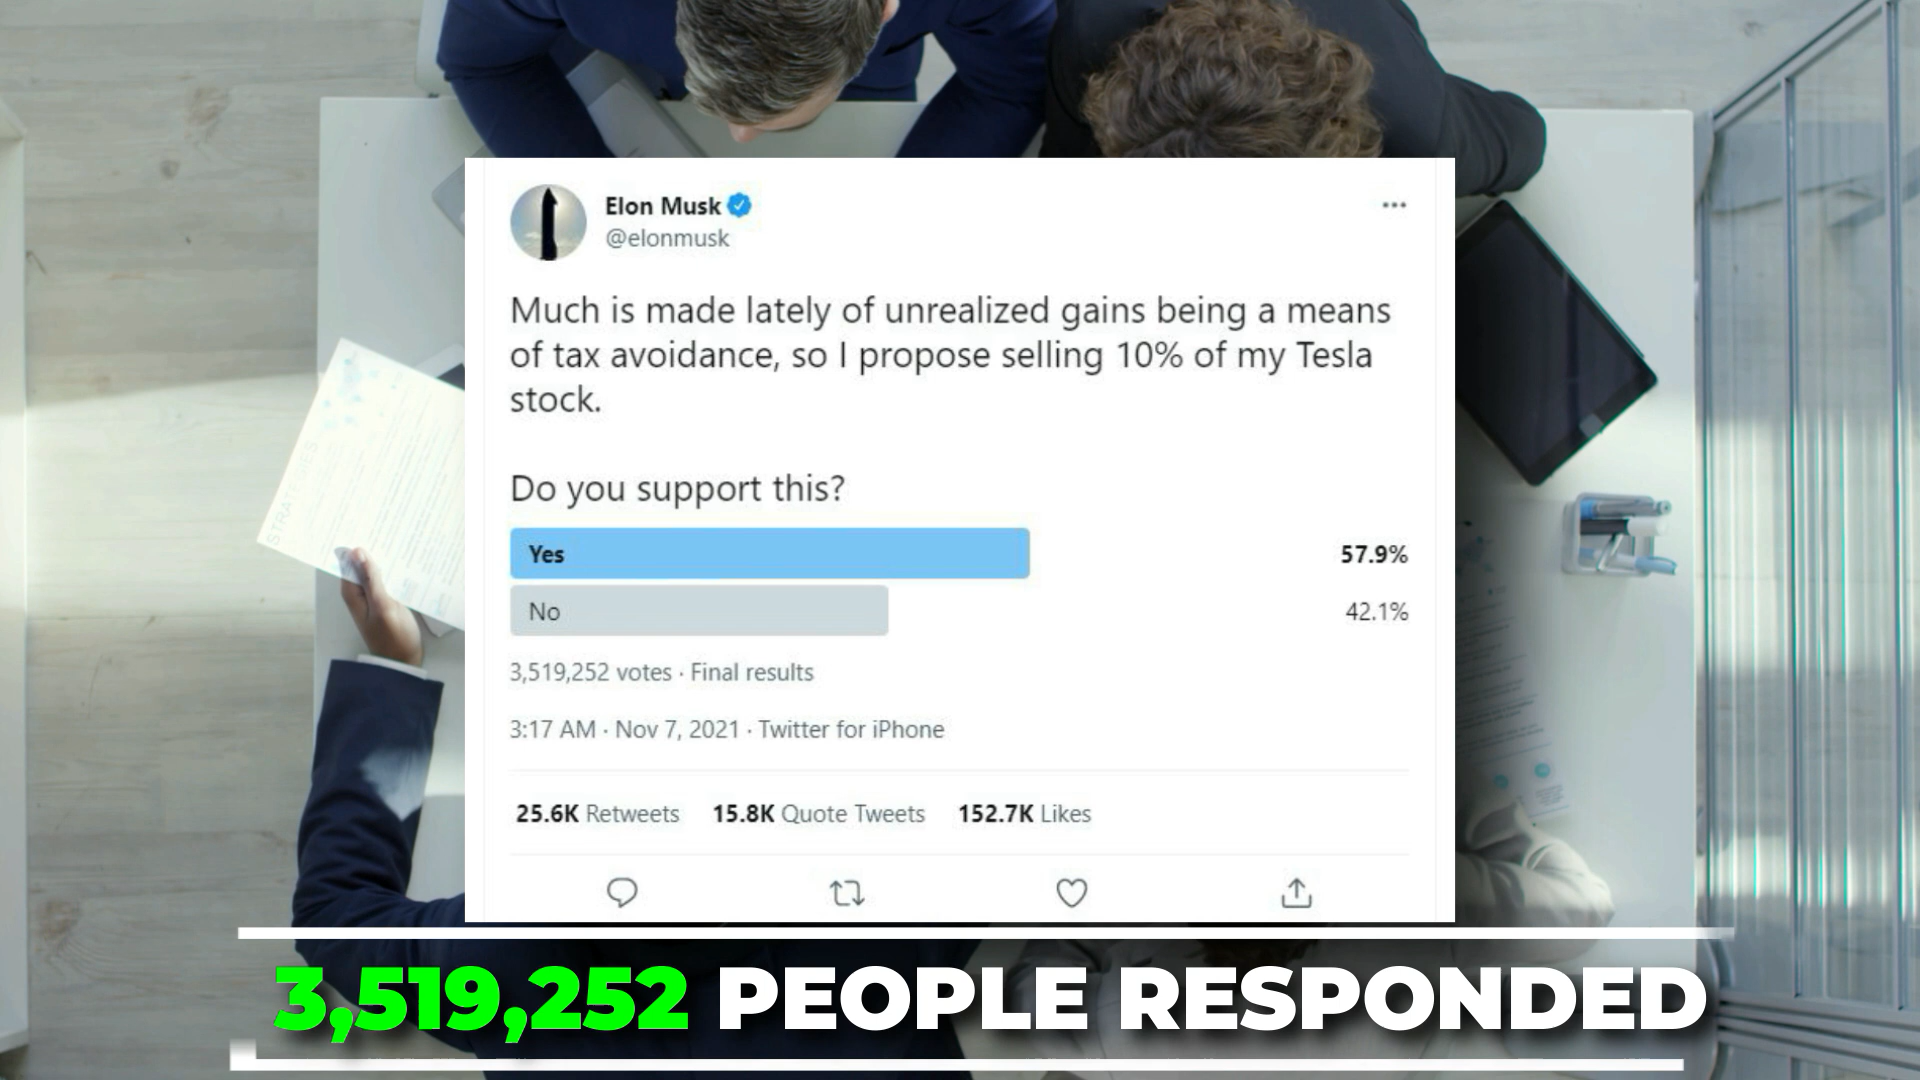 Elon Musk
@elonmusk
Much is made lately of unrealized gains being a means
of tax avoidance, so I propose selling 10% of my Tesla
stock.
Do you support this?
Yes 57.9%
No 42.1%
3,519,252 votes · Final results
3:17 AM · Nov 7, 2021 · Twitter for iPhone
25.6K Retweets 15.8K Quote Tweets 152.7K Likes
3,519,252 PEOPLE RESPONDED